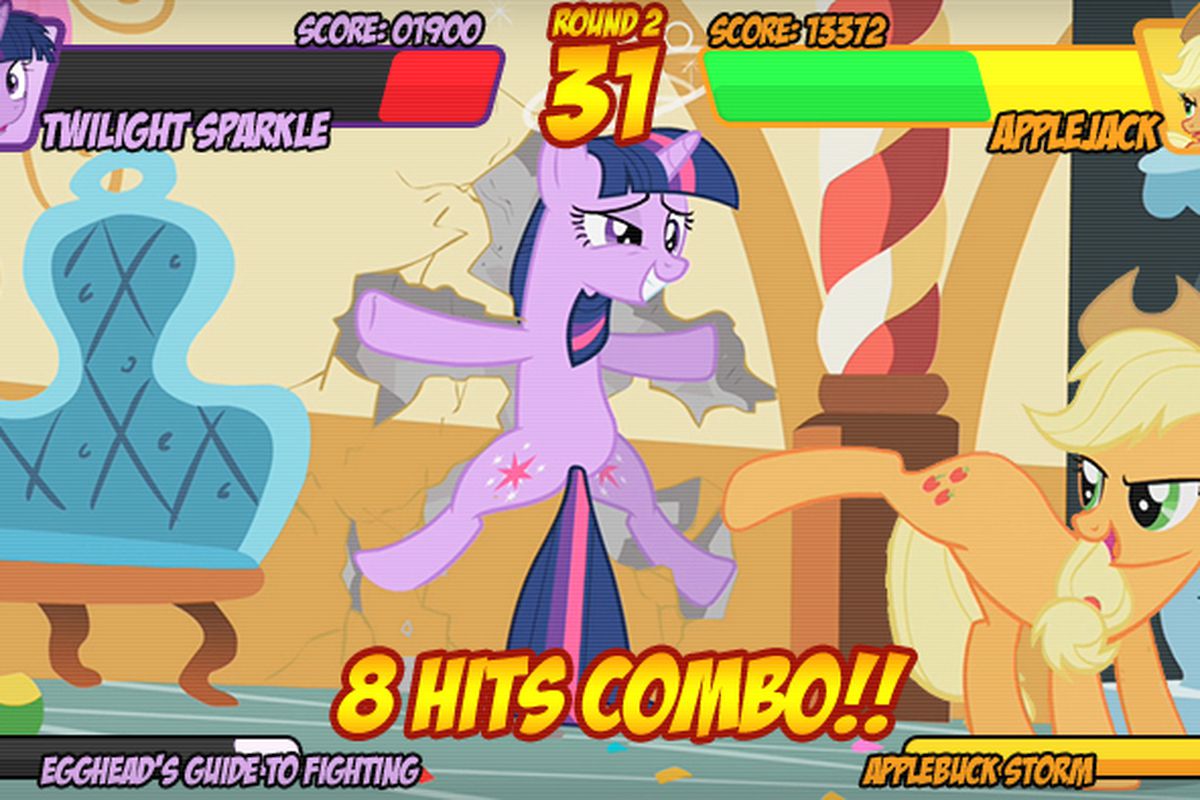 SCORE: 01900
ROUND 2
31
SCORE: 13372
TWILIGHT SPARKLE
APPLEJACK
8 HITS COMBO!!
EGGHEAD'S GUIDE TO FIGHTING
APPLEBUCK STORM